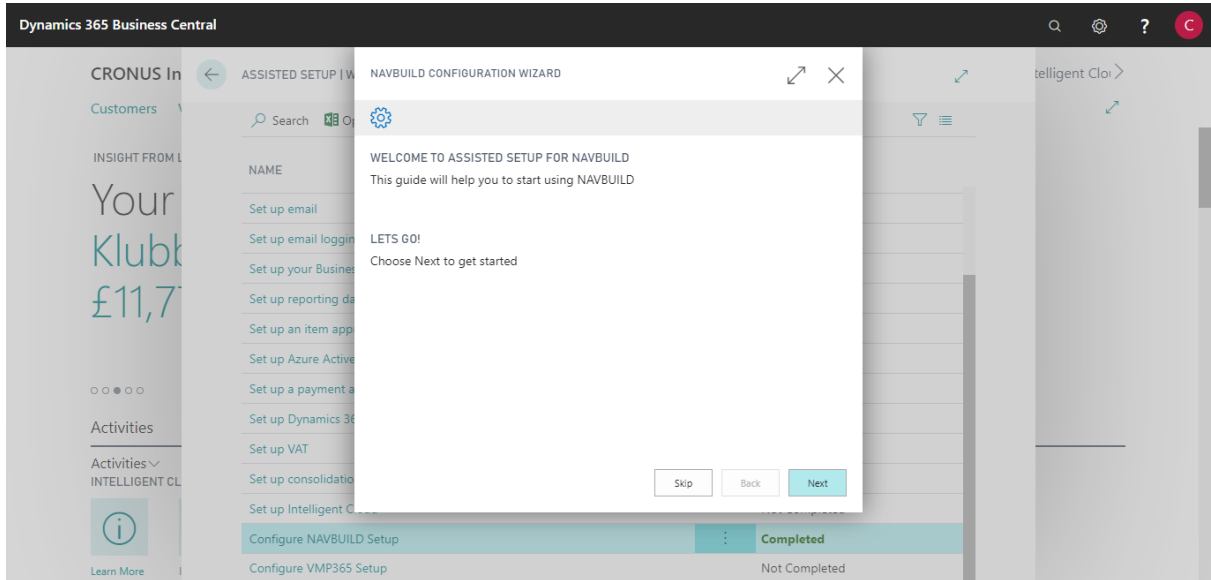 Dynamics 365 Business Central
?
C
CRONUS In
ASSISTED SETUP | W
NAVBUILD CONFIGURATION WIZARD
telligent Clou
Customers
Search
Op
INSIGHT FROM L
NAME
Your
Klubb
£11,77
WELCOME TO ASSISTED SETUP FOR NAVBUILD
This guide will help you to start using NAVBUILD
LETS GO!
Choose Next to get started
Set up email
Set up email loggin
Set up your Busines
Set up reporting da
Set up an item app
Set up Azure Active
Set up a payment a
Set up Dynamics 36
Set up VAT
Set up consolidatio
Set up Intelligent Cloud
Not Completed
Configure NAVBUILD Setup
Completed
Configure VMP365 Setup
Not Completed
Skip
Back
Next
Activities
Activities
INTELLIGENT CL
Learn More